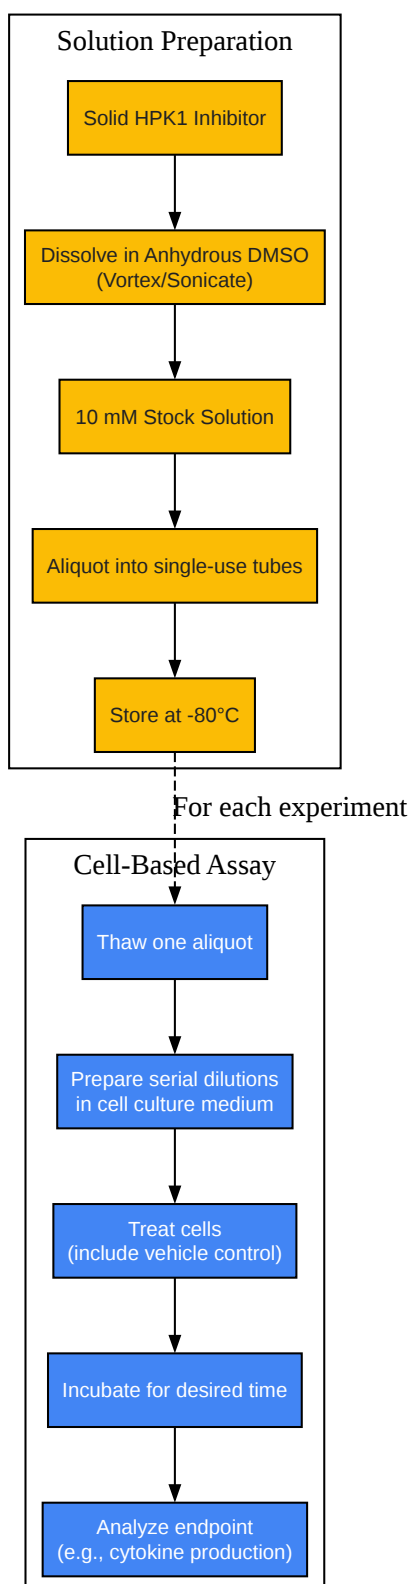 Solution Preparation
Solid HPK1 Inhibitor
Dissolve in Anhydrous DMSO
(Vortex/Sonicate)
10 mM Stock Solution
Aliquot into single-use tubes
Store at -80°C
For each experiment
Cell-Based Assay
Thaw one aliquot
Prepare serial dilutions
in cell culture medium
Treat cells
(include vehicle control)
Incubate for desired time
Analyze endpoint
(e.g., cytokine production)